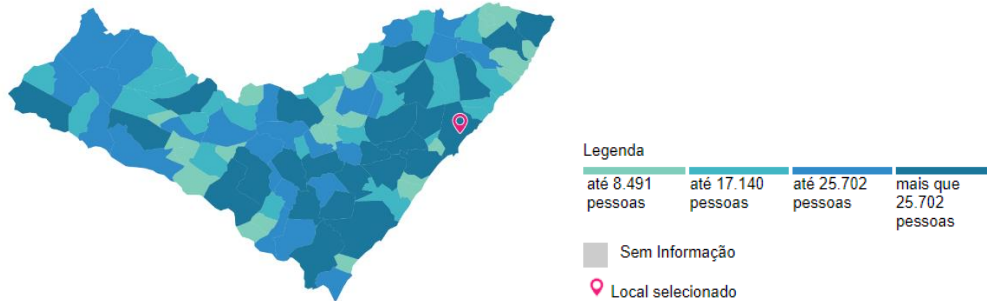 Legenda
até 8.491
pessoas
até 17.140
pessoas
até 25.702
pessoas
mais que
25.702
pessoas
Sem Informação
Local selecionado